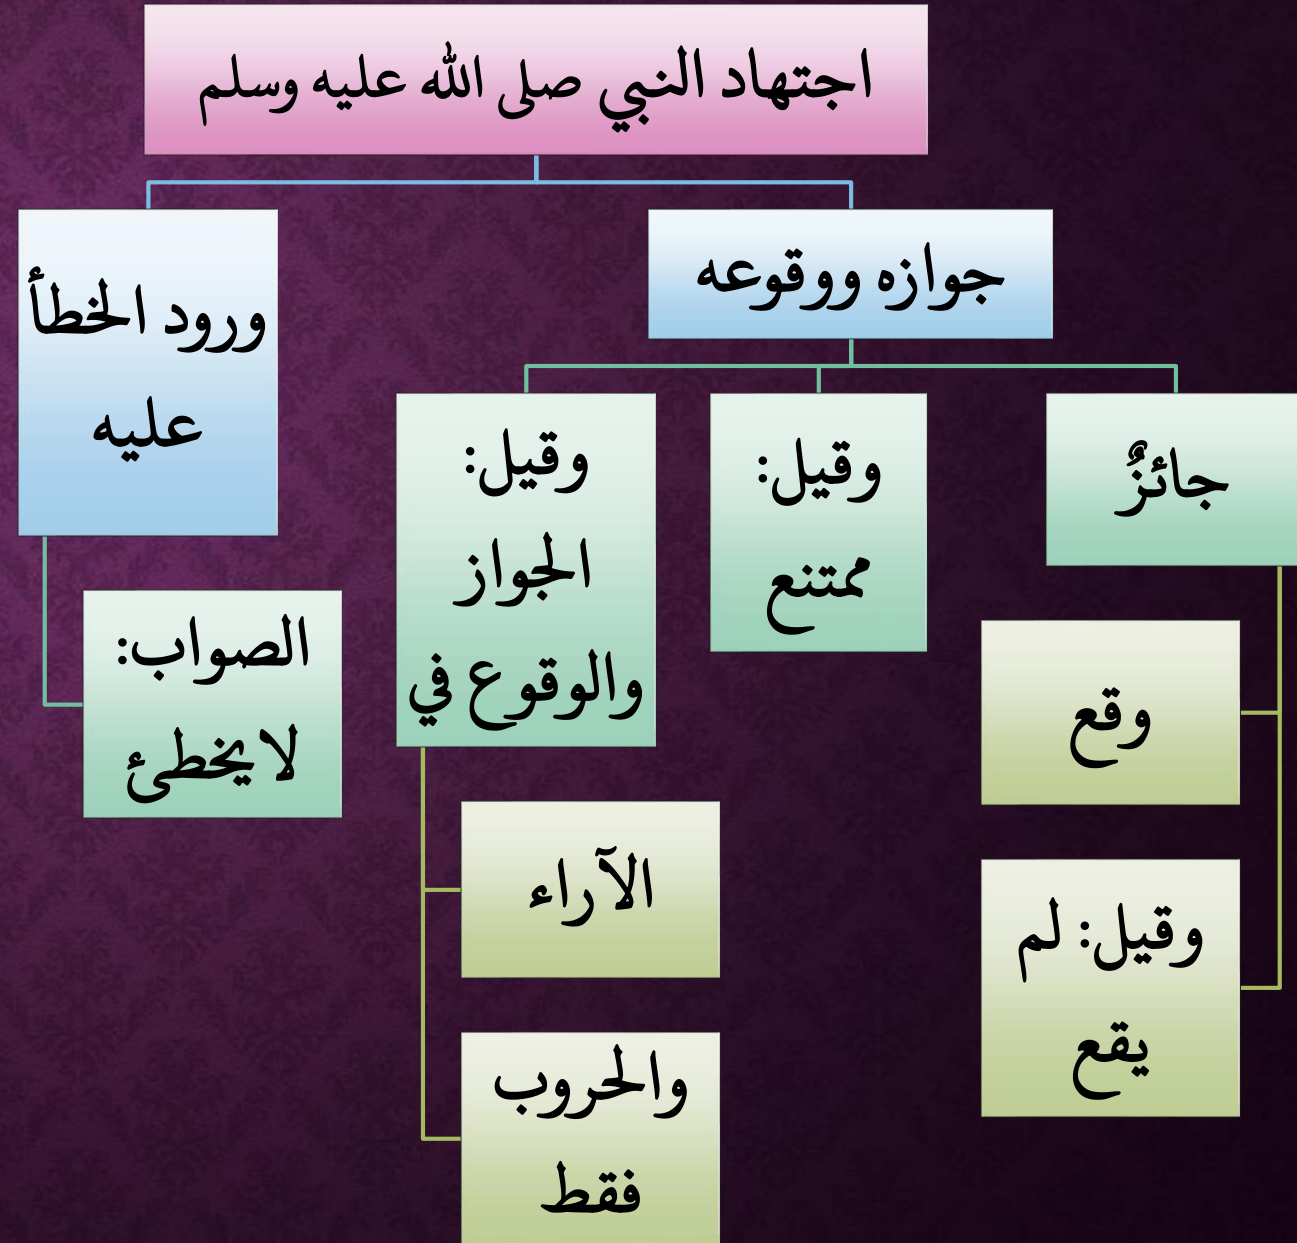 اجتهاد النبي صلى الله عليه وسلم
جوازه ووقوعه
جائزٌ
وقع
وقيل: لم
يقع
وقيل:
ممتنع
وقيل:
الجواز
والوقوع في
الآراء
والحروب
فقط
ورود الخطأ
عليه
الصواب:
لا يخطئ